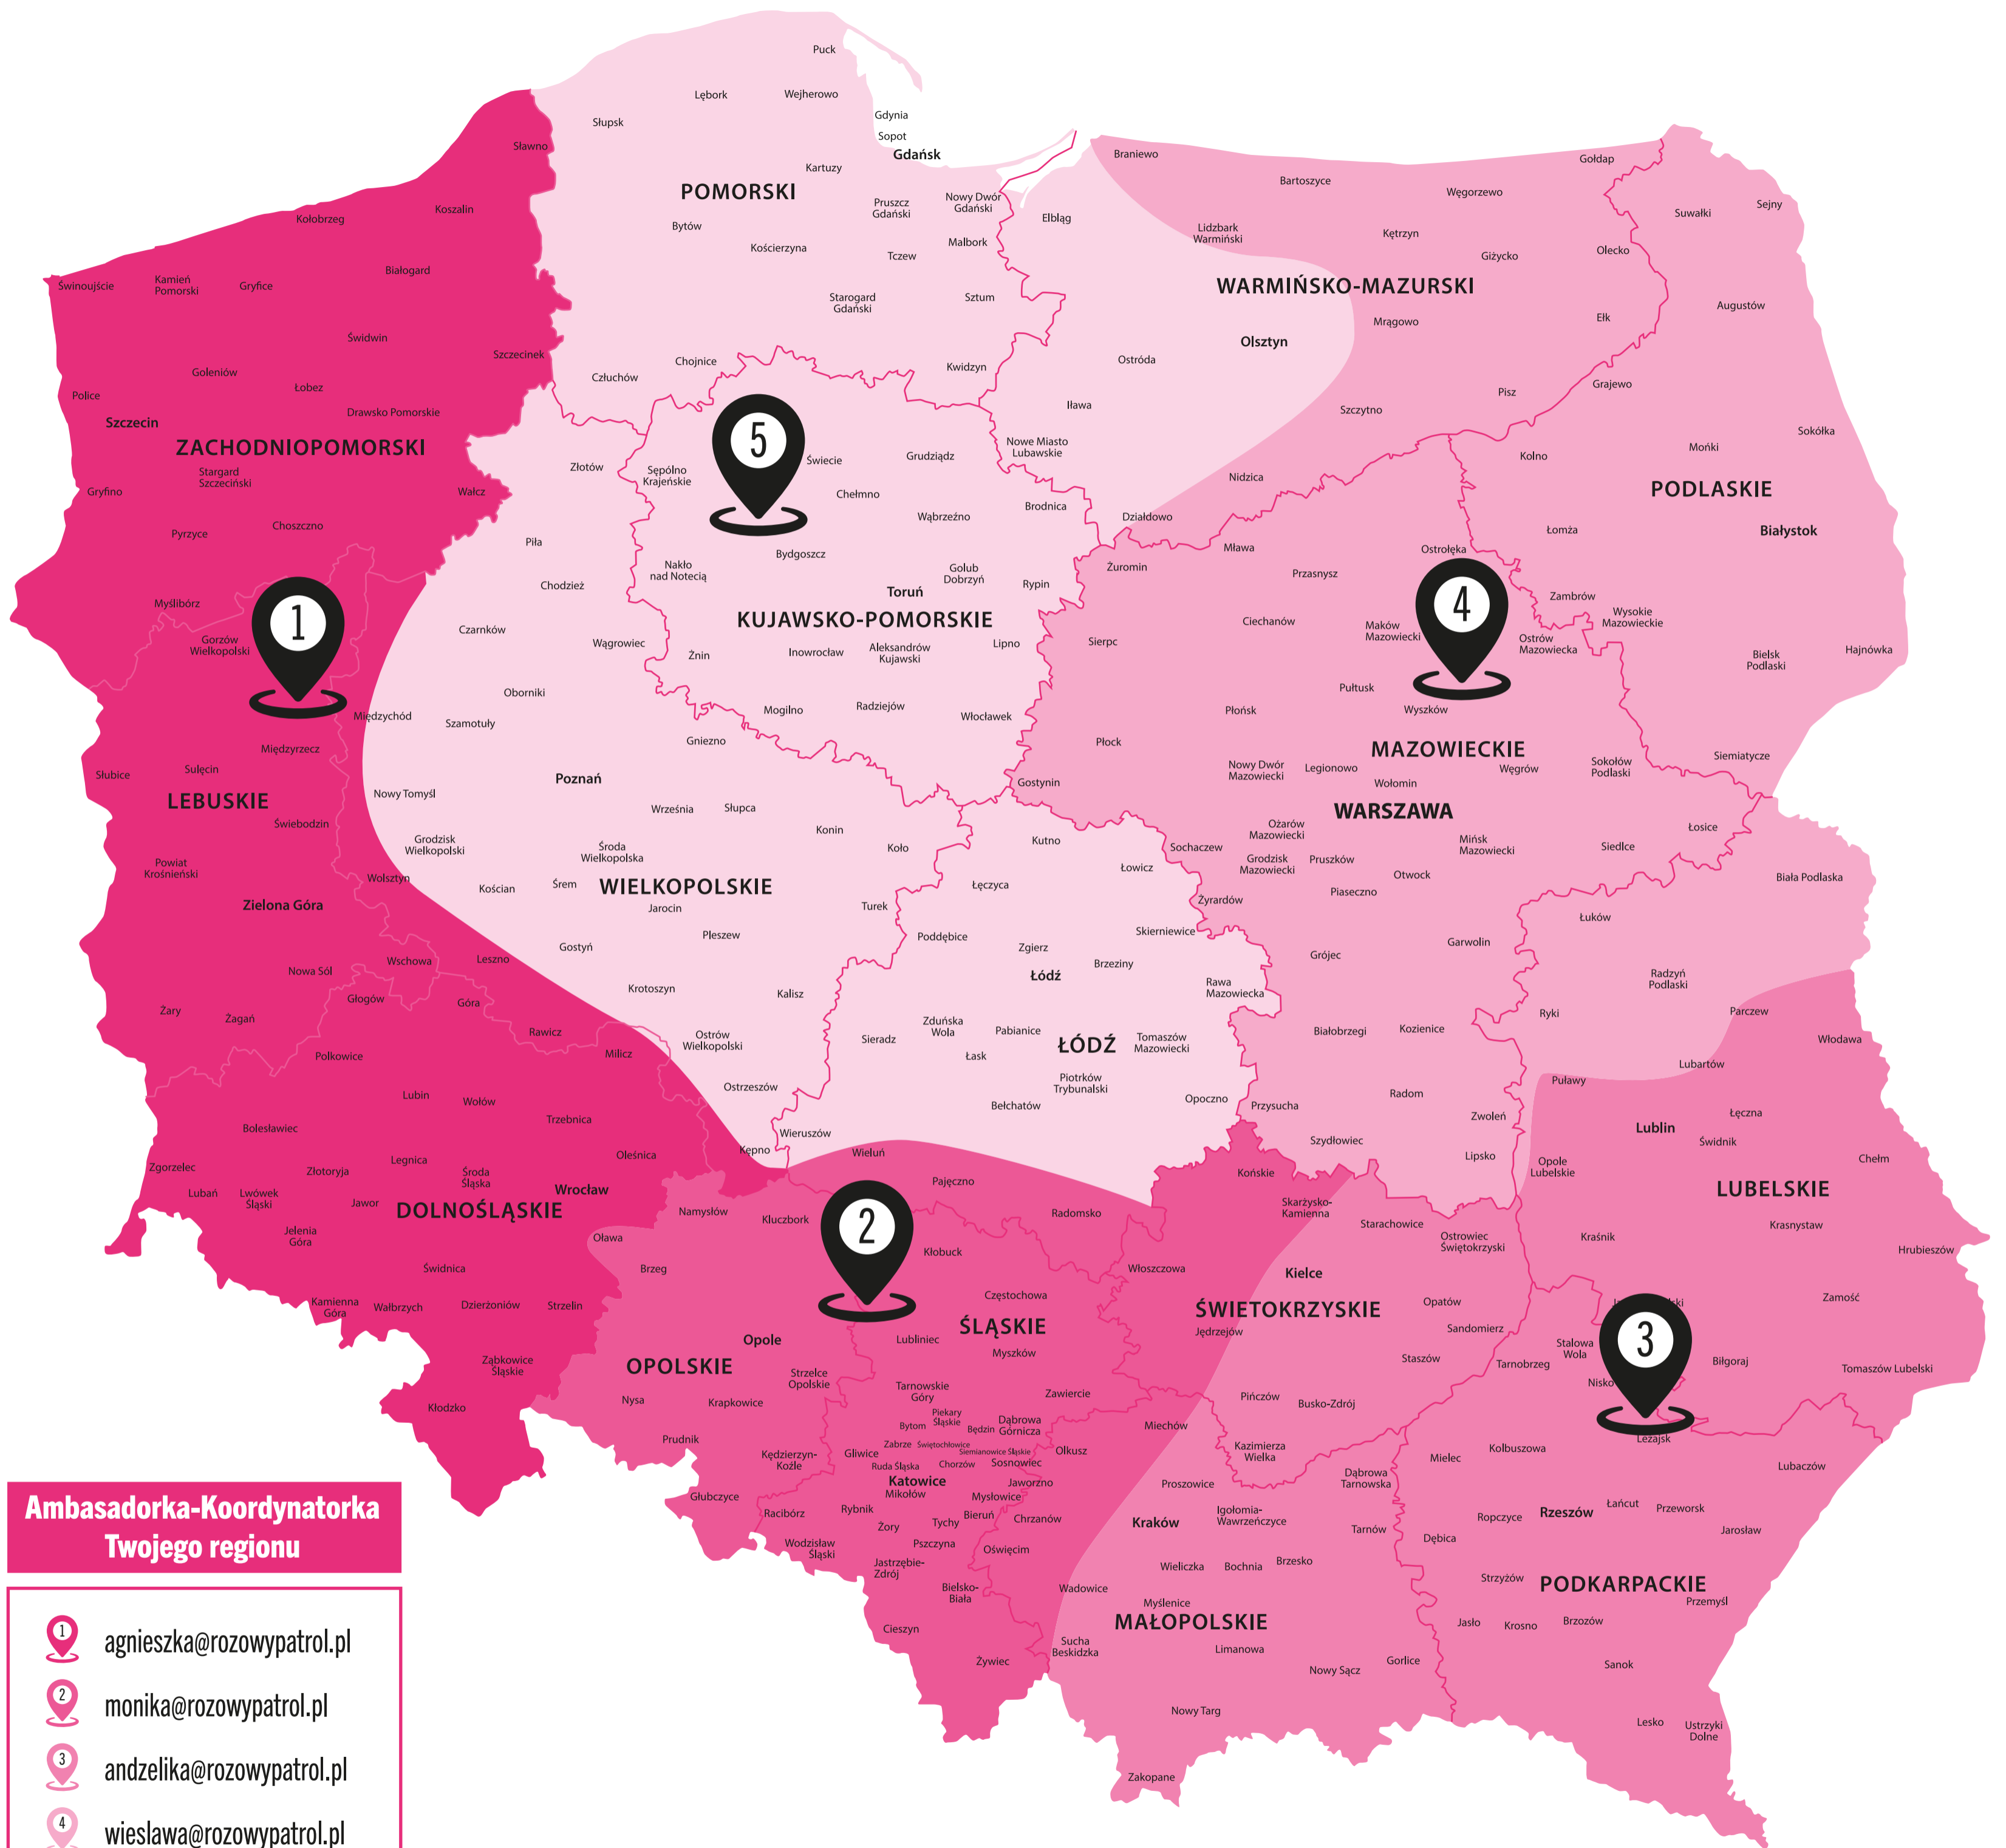 Puck
Lębork
Wejherowo
Słupsk
Gdynia
Sopot
Gdańsk
Sławno
Kartuzy
POMORSKI
Pruszcz
Gdański
Nowy Dwór
Gdański
Bytów
Kościerzyna
Malbork
Tczew
Starogard
Gdański
Sztum
Chojnice
Człuchów
Kwidzyn
Koszalin
Kołobrzeg
Białogard
Świnoujście
Kamień
Pomorski
Gryfice
Świdwin
Szczecinek
Goleniów
Łobez
Police
Drawsko Pomorskie
Szczecin
ZACHODNIOPOMORSKI
Stargard
Szczeciński
Gryfino
Wałcz
Choszczno
Pyrzyce
Myślibórz
Braniewo
Bartoszyce
Węgorzewo
Gołdap
Elbląg
Lidzbark
Warmiński
Kętrzyn
Giżycko
Olecko
WARMIŃSKO-MAZURSKI
Mrągowo
Ełk
Olsztyn
Ostróda
Iława
Szczytno
Pisz
Nowe Miasto
Lubawskie
Nidzica
Działdowo
Suwałki
Sejny
Augustów
Grajewo
Sokółka
Mońki
Kolno
PODLASKIE
Łomża
Białystok
Zambrów
Wysokie
Mazowieckie
Bielsk
Podlaski
Hajnówka
Siemiatycze
5
Złotów
Sępólno
Krajeńskie
Świecie
Grudziądz
Chełmno
Wąbrzeźno
Brodnica
Bydgoszcz
Nakło
nad Notecią
Golub
Dobrzyń
Rypin
Toruń
KUJAWSKO-POMORSKIE
Żnin
Inowrocław
Aleksandrów
Kujawski
Lipno
Mogilno
Radziejów
Włocławek
1
Gorzów
Wielkopolski
Międzyrzecz
Słubice
Sulęcin
LEBUSKIE
Świebodzin
Powiat
Krośnieński
Zielona Góra
Nowa Sól
Wschowa
Żary
Żagań
Piła
Chodzież
Czarnków
Wągrowiec
Oborniki
Międzychód
Szamotuły
Gniezno
Poznań
Nowy Tomyśl
Września
Słupca
Konin
Grodzisk
Wielkopolski
Środa
Wielkopolska
Koło
Wolsztyn
Kościan
Śrem
WIELKOPOLSKIE
Jarocin
Turek
Pleszew
Gostyń
Leszno
Krotoszyn
Kalisz
Rawicz
Ostrów
Wielkopolski
Ostrzeszów
Kępno
4
Mława
Żuromin
Przasnysz
Ostrołęka
Ciechanów
Maków
Mazowiecki
Ostrów
Mazowiecka
Sierpc
Pułtusk
Płońsk
Wyszków
Płock
MAZOWIECKIE
Nowy Dwór
Mazowiecki
Legionowo
Wołomin
Węgrów
Sokołów
Podlaski
Gostynin
WARSZAWA
Ożarów
Mazowiecki
Łosice
Sochaczew
Mińsk
Mazowiecki
Siedlce
Grodzisk
Mazowiecki
Pruszków
Otwock
Piaseczno
Żyrardów
Garwolin
Grójec
Białobrzegi
Kozienice
Radom
Przysucha
Zwoleń
Szydłowiec
Lipsko
Kutno
Łowicz
Łęczyca
Skierniewice
Poddębice
Zgierz
Brzeziny
Łódź
Rawa
Mazowiecka
Zduńska
Wola
Pabianice
Sieradz
ŁÓDŹ
Tomaszów
Mazowiecki
Łask
Piotrków
Trybunalski
Bełchatów
Opoczno
Wieruszów
Wieluń
Pajęczno
Radomsko
Biała Podlaska
Łuków
Radzyń
Podlaski
Ryki
Parczew
Włodawa
Lubartów
Puławy
Łęczna
Lublin
Świdnik
Chełm
Opole
Lubelskie
LUBELSKIE
Krasnystaw
Kraśnik
Hrubieszów
Zamość
Biłgoraj
Tomaszów Lubelski
Głogów
Góra
Milicz
Polkowice
Lubin
Wołów
Trzebnica
Bolesławiec
Oleśnica
Zgorzelec
Złotoryja
Legnica
Środa
Śląska
Lubań
Lwówek
Śląski
Jawor
Wrocław
DOLNOŚLĄSKIE
Jelenia
Góra
Oława
Świdnica
Kamienna
Góra
Wałbrzych
Dzierżoniów
Strzelin
Ząbkowice
Śląskie
Kłodzko
2
Namysłów
Kluczbork
Brzeg
Opole
OPOLSKIE
Strzelce
Opolskie
Nysa
Krapkowice
Prudnik
Kędzierzyn-
Koźle
Głubczyce
Kłobuck
Częstochowa
ŚLĄSKIE
Lubliniec
Myszków
Tarnowskie
Góry
Zawiercie
Piekary
Śląskie
Bytom
Będzin
Dąbrowa
Górnicza
Zabrze
Świętochłowice
Siemianowice Śląskie
Gliwice
Ruda Śląska
Chorzów
Sosnowiec
Katowice
Jaworzno
Mikołów
Mysłowice
Racibórz
Rybnik
Tychy
Bieruń
Żory
Wodzisław
Śląski
Pszczyna
Jastrzębie-
Zdrój
Bielsko-
Biała
Cieszyn
Żywiec
Końskie
Skarżysko-
Kamienna
Starachowice
Ostrowiec
Świętokrzyski
Włoszczowa
Kielce
ŚWIETOKRZYSKIE
Opatów
Jędrzejów
Sandomierz
Staszów
Pińczów
Busko-Zdrój
Kazimierza
Wielka
Miechów
Olkusz
Proszowice
Dąbrowa
Tarnowska
Chrzanów
Kraków
Igołomia-
Wawrzeńczyce
Tarnów
Oświęcim
Wieliczka
Bochnia
Brzesko
Wadowice
Myślenice
MAŁOPOLSKIE
Sucha
Beskidzka
Limanowa
Nowy Sącz
Gorlice
Nowy Targ
Zakopane
3
Stalowa
Wola
Tarnobrzeg
Nisko
Leżajsk
Kolbuszowa
Mielec
Lubaczów
Ropczyce
Rzeszów
Łańcut
Przeworsk
Jarosław
Dębica
Strzyżów
PODKARPACKIE
Przemyśl
Jasło
Krosno
Brzozów
Sanok
Lesko
Ustrzyki
Dolne
Ambasadorka-Koordynatorka
Twojego regionu
1 agnieszka@rozowypatrol.pl
2 monika@rozowypatrol.pl
3 andzelika@rozowypatrol.pl
4 wieslawa@rozowypatrol.pl